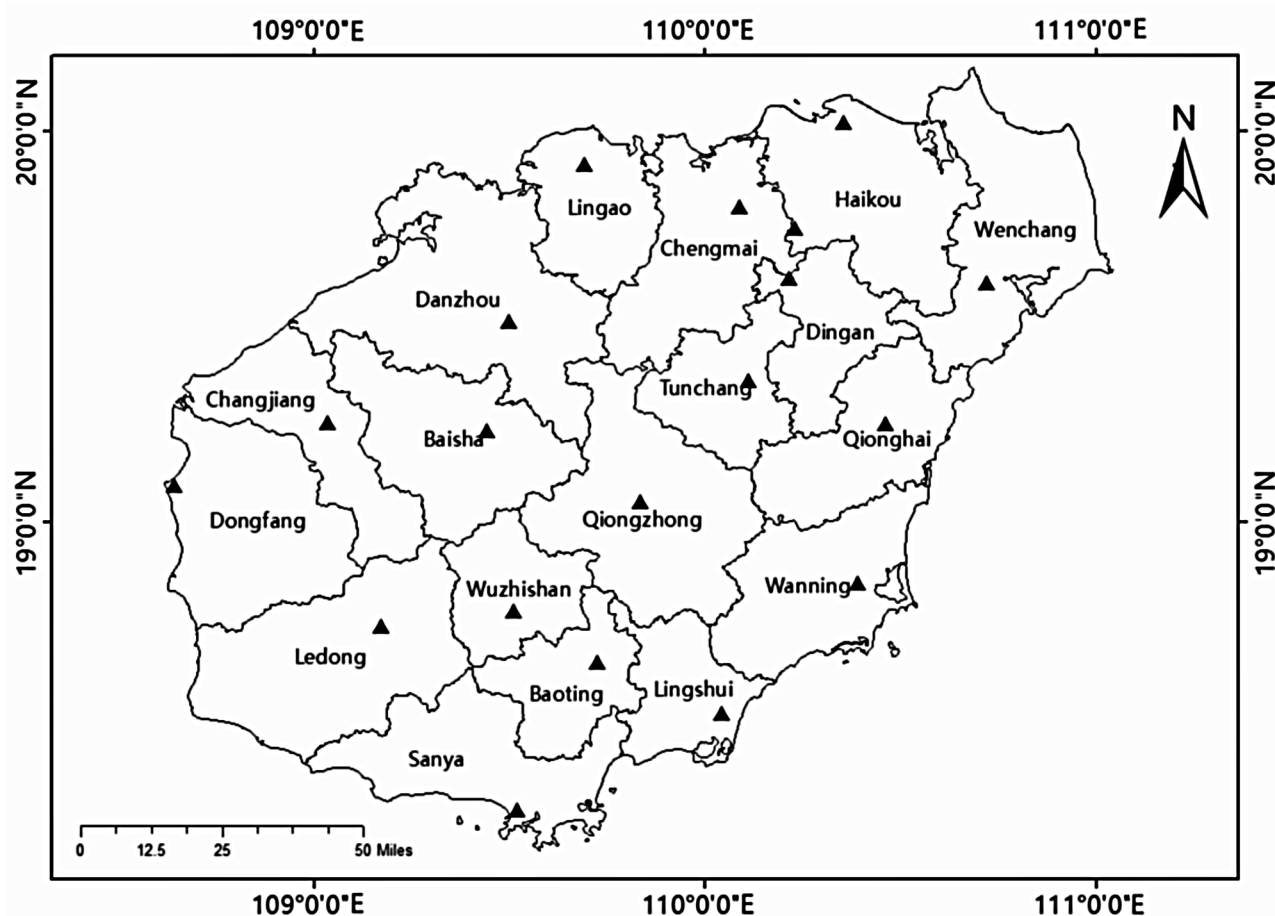 109°0'0"E 110°0'0"E 111°0'0"E
20°0'0"N
20°0'0"N
N
Lingao
Haikou
Wenchang
Chengmai
Danzhou
Dingan
Tunchang
Changjiang
Baisha
Qionghai
19°0'0"N
19°0'0"N
Dongfang
Qiongzhong
Wuzhishan
Wanning
Ledong
Baoting
Lingshui
Sanya
0 12.5 25 50 Miles
109°0'0"E 110°0'0"E 111°0'0"E